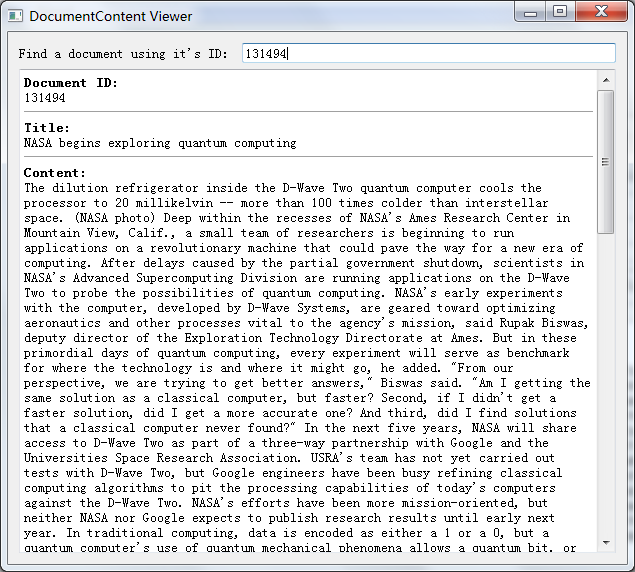 DocumentContent Viewer
Find a document using it's ID: 131494
Document ID:
131494
Title:
NASA begins exploring quantum computing
Content:
The dilution refrigerator inside the D-Wave Two quantum computer cools the
processor to 20 millikelvin -- more than 100 times colder than interstellar
space. (NASA photo) Deep within the recesses of NASA's Ames Research Center in
Mountain View, Calif., a small team of researchers is beginning to run
applications on a revolutionary machine that could pave the way for a new era of
computing. After delays caused by the partial government shutdown, scientists in
NASA's Advanced Supercomputing Division are running applications on the D-Wave
Two to probe the possibilities of quantum computing. NASA's early experiments
with the computer, developed by D-Wave Systems, are geared toward optimizing
aeronautics and other processes vital to the agency's mission, said Rupak Biswas,
deputy director of the Exploration Technology Directorate at Ames. But in these
primordial days of quantum computing, every experiment will serve as benchmark
for where the technology is and where it might go, he added. "From our
perspective, we are trying to get better answers," Biswas said. "Am I getting the
same solution as a classical computer, but faster? Second, if I didn't get a
faster solution, did I get a more accurate one? And third, did I find solutions
that a classical computer never found?" In the next five years, NASA will share
access to D-Wave Two as part of a three-way partnership with Google and the
Universities Space Research Association. USRA's team has not yet carried out
tests with D-Wave Two, but Google engineers have been busy refining classical
computing algorithms to pit the processing capabilities of today's computers
against the D-Wave Two. NASA's efforts have been more mission-oriented, but
neither NASA nor Google expects to publish research results until early next
year. In traditional computing, data is encoded as either a 1 or a 0, but a
quantum computer's use of quantum mechanical phenomena allows a quantum bit, or